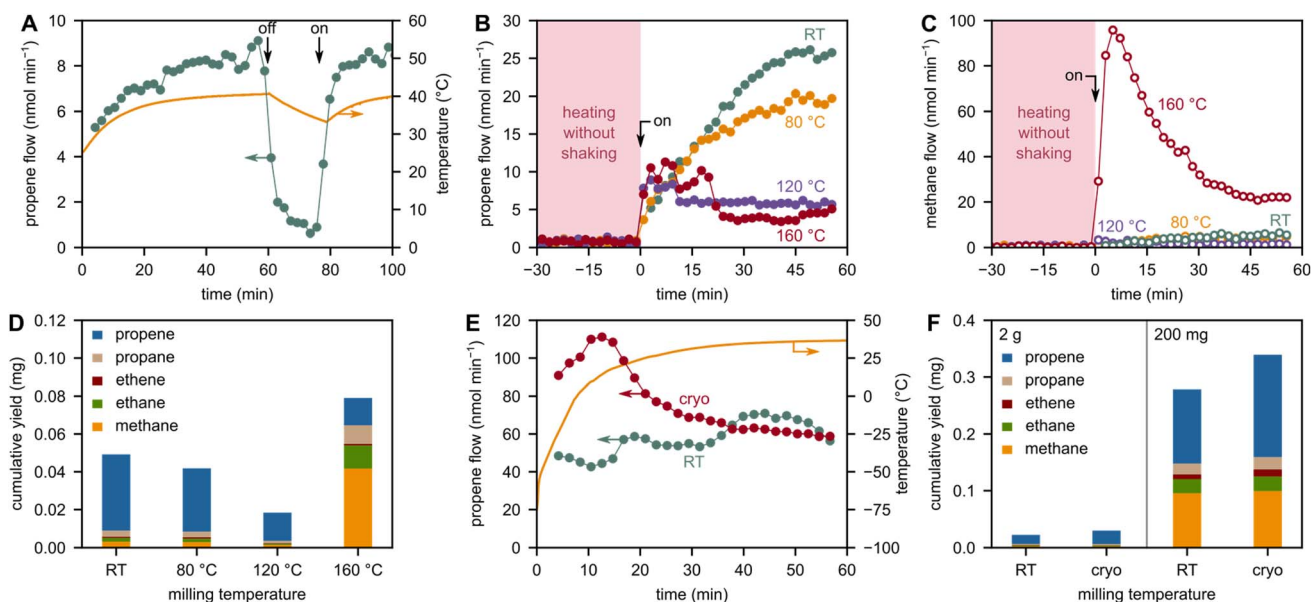 A
propene flow (nmol min⁻¹)
10
8
6
4
2
0
off
on
60
50
40
30
20
10
0
temperature (°C)
0
20
40
60
80
100
time (min)
B
propene flow (nmol min⁻¹)
30
25
20
15
10
5
0
heating
without
shaking
on
RT
80 °C
120 °C
160 °C
−30
−15
0
15
30
45
60
time (min)
C
methane flow (nmol min⁻¹)
100
80
60
40
20
0
heating
without
shaking
on
160 °C
120 °C
80 °C
RT
−30
−15
0
15
30
45
60
time (min)
D
cumulative yield (mg)
0.12
0.10
0.08
0.06
0.04
0.02
0.00
propene
propane
ethene
ethane
methane
RT
80 °C
120 °C
160 °C
milling temperature
E
propene flow (nmol min⁻¹)
120
100
80
60
40
20
0
cryo
RT
50
25
0
−25
−50
−75
−100
temperature (°C)
0
10
20
30
40
50
60
time (min)
F
cumulative yield (mg)
0.4
0.3
0.2
0.1
0.0
2 g
200 mg
propene
propane
ethene
ethane
methane
RT
cryo
RT
cryo
milling temperature